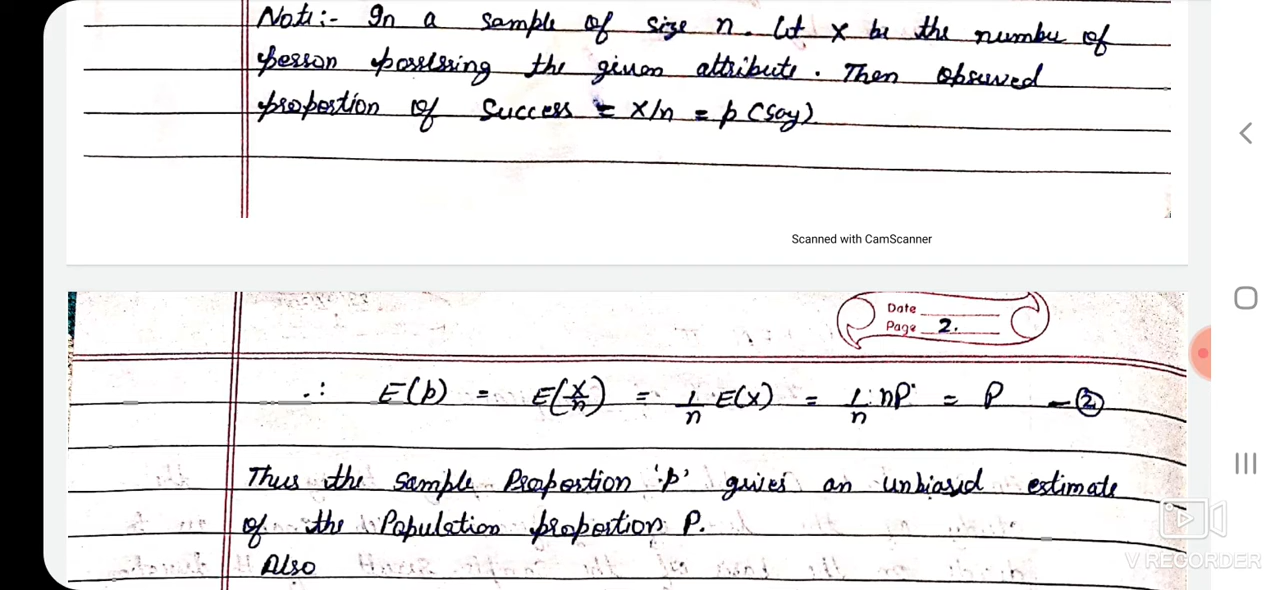 Note:- In a sample of size n. Let X be the number of
person possessing the given attribute. Then observed
proportion of success = X/n = p (say)
Scanned with CamScanner
Date
Page 2.
∴ E(p) = E(X/n) = 1/n E(X) = 1/n nP = P -②
Thus the sample Proportion 'p' gives an unbiased estimate
of the Population proportion P.
Also
V RECORDER